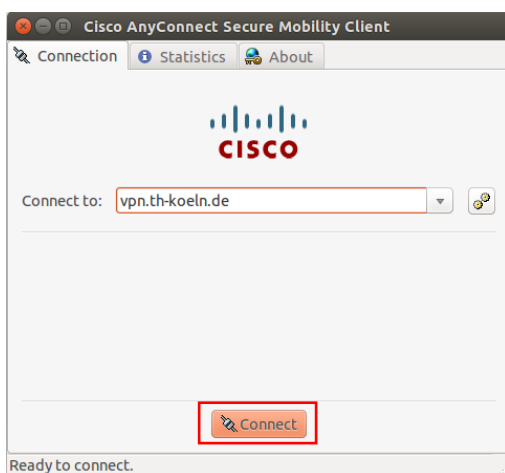 Cisco AnyConnect Secure Mobility Client
Connection Statistics About
CISCO
Connect to: vpn.th-koeln.de
Connect
Ready to connect.